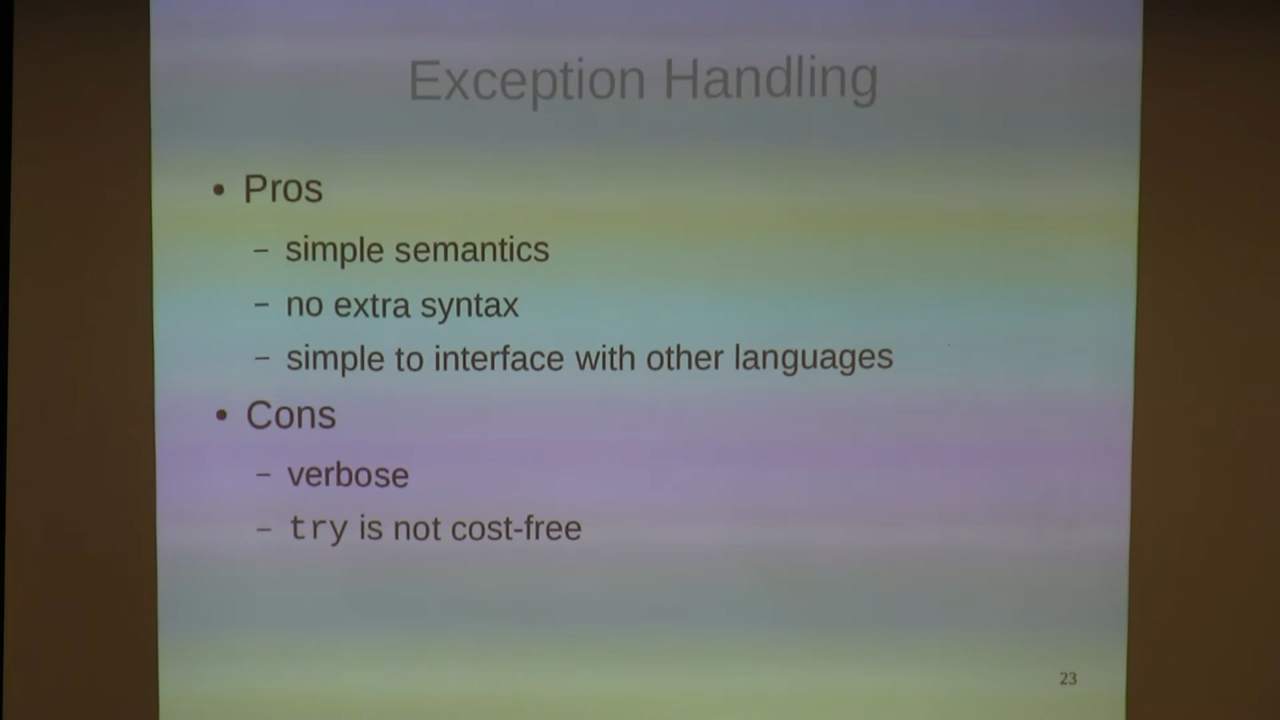 Exception Handling
• Pros
– simple semantics
– no extra syntax
– simple to interface with other languages
• Cons
– verbose
– try is not cost-free
23